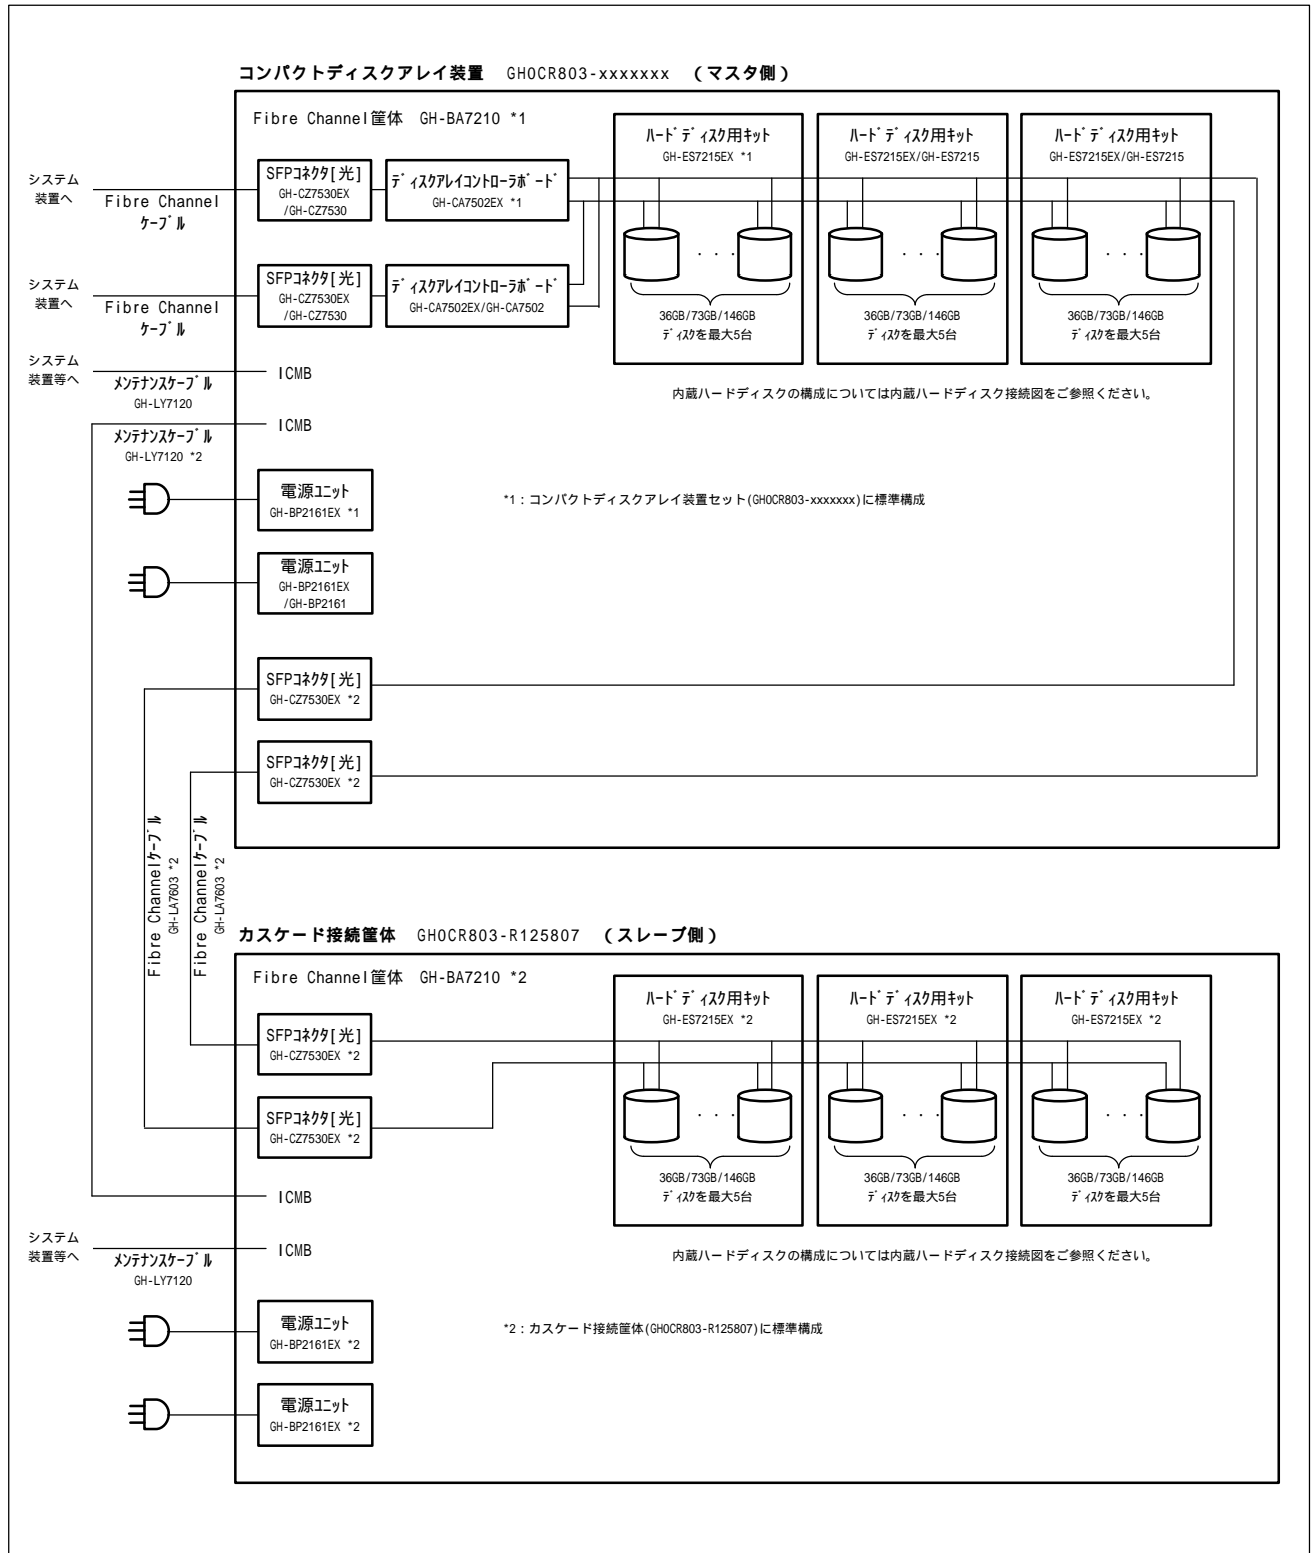 コンパクトディスクアレイ装置 GH0CR803-xxxxxxx （マスタ側）
Fibre Channel筐体 GH-BA7210 *1
ﾊｰﾄﾞﾃﾞｨｽｸ用ｷｯﾄ
GH-ES7215EX *1
ﾊｰﾄﾞﾃﾞｨｽｸ用ｷｯﾄ
GH-ES7215EX/GH-ES7215
ﾊｰﾄﾞﾃﾞｨｽｸ用ｷｯﾄ
GH-ES7215EX/GH-ES7215
システム
装置へ
Fibre Channel
ｹｰﾌﾞﾙ
SFPｺﾈｸﾀ[光]
GH-CZ7530EX
/GH-CZ7530
ﾃﾞｨｽｸｱﾚｲｺﾝﾄﾛｰﾗﾎﾞｰﾄﾞ
GH-CA7502EX *1
システム
装置へ
Fibre Channel
ｹｰﾌﾞﾙ
SFPｺﾈｸﾀ[光]
GH-CZ7530EX
/GH-CZ7530
ﾃﾞｨｽｸｱﾚｲｺﾝﾄﾛｰﾗﾎﾞｰﾄﾞ
GH-CA7502EX/GH-CA7502
・・・
・・・
・・・
36GB/73GB/146GB
ﾃﾞｨｽｸを最大5台
36GB/73GB/146GB
ﾃﾞｨｽｸを最大5台
36GB/73GB/146GB
ﾃﾞｨｽｸを最大5台
システム
装置等へ
ﾒﾝﾃﾅﾝｽｹｰﾌﾞﾙ
GH-LY7120
ICMB
内蔵ハードディスクの構成については内蔵ハードディスク接続図をご参照ください。
ﾒﾝﾃﾅﾝｽｹｰﾌﾞﾙ
GH-LY7120 *2
ICMB
電源ﾕﾆｯﾄ
GH-BP2161EX *1
*1：コンパクトディスクアレイ装置セット(GH0CR803-xxxxxxx)に標準構成
電源ﾕﾆｯﾄ
GH-BP2161EX
/GH-BP2161
SFPｺﾈｸﾀ[光]
GH-CZ7530EX *2
SFPｺﾈｸﾀ[光]
GH-CZ7530EX *2
Fibre Channelｹｰﾌﾞﾙ
GH-LA7603 *2
Fibre Channelｹｰﾌﾞﾙ
GH-LA7603 *2
カスケード接続筐体 GH0CR803-R125807 （スレーブ側）
Fibre Channel筐体 GH-BA7210 *2
ﾊｰﾄﾞﾃﾞｨｽｸ用ｷｯﾄ
GH-ES7215EX *2
ﾊｰﾄﾞﾃﾞｨｽｸ用ｷｯﾄ
GH-ES7215EX *2
ﾊｰﾄﾞﾃﾞｨｽｸ用ｷｯﾄ
GH-ES7215EX *2
SFPｺﾈｸﾀ[光]
GH-CZ7530EX *2
SFPｺﾈｸﾀ[光]
GH-CZ7530EX *2
・・・
・・・
・・・
36GB/73GB/146GB
ﾃﾞｨｽｸを最大5台
36GB/73GB/146GB
ﾃﾞｨｽｸを最大5台
36GB/73GB/146GB
ﾃﾞｨｽｸを最大5台
ICMB
システム
装置等へ
ﾒﾝﾃﾅﾝｽｹｰﾌﾞﾙ
GH-LY7120
ICMB
内蔵ハードディスクの構成については内蔵ハードディスク接続図をご参照ください。
電源ﾕﾆｯﾄ
GH-BP2161EX *2
*2：カスケード接続筐体(GH0CR803-R125807)に標準構成
電源ﾕﾆｯﾄ
GH-BP2161EX *2